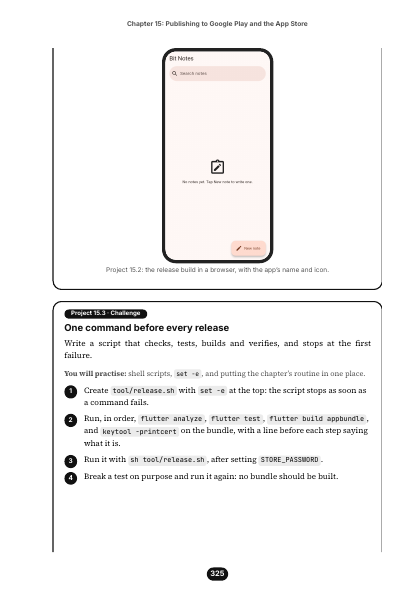 Chapter 15: Publishing to Google Play and the App Store
Bit Notes
Search notes
No notes yet. Tap New note to write one.
New note
Project 15.2: the release build in a browser, with the app's name and icon.
Project 15.3 · Challenge
One command before every release
Write a script that checks, tests, builds and verifies, and stops at the first
failure.
You will practise: shell scripts, set -e, and putting the chapter's routine in one place.
1 Create tool/release.sh with set -e at the top: the script stops as soon as
a command fails.
2 Run, in order, flutter analyze, flutter test, flutter build appbundle,
and keytool -printcert on the bundle, with a line before each step saying
what it is.
3 Run it with sh tool/release.sh, after setting STORE_PASSWORD.
4 Break a test on purpose and run it again: no bundle should be built.
325